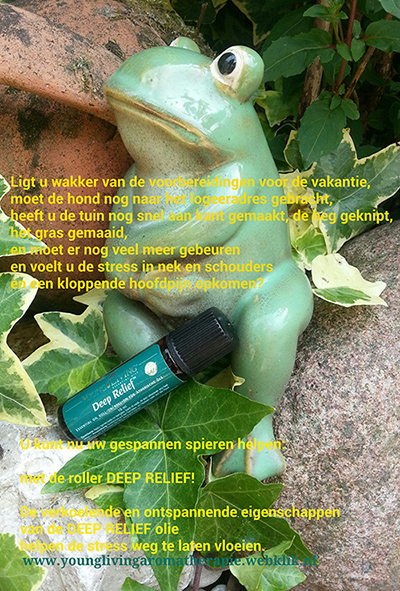 Ligt u wakker van de voorbereidingen voor de vakantie,
moet de hond nog naar het logeeradres gebracht,
heeft u de tuin nog snel aan kant gemaakt, de heg geknipt,
het gras gemaaid,
en moet er nog veel meer gebeuren
en voelt u de stress in nek en schouders
en een kloppende hoofdpijn opkomen?
Deep Relief™
U kunt nu uw gespannen spieren helpen:
met de roller DEEP RELIEF!
De verkoelende en ontspannende eigenschappen
van de DEEP RELIEF olie
helpen de stress weg te laten vloeien.
www.younglivingaromatherapie.webklik.nl